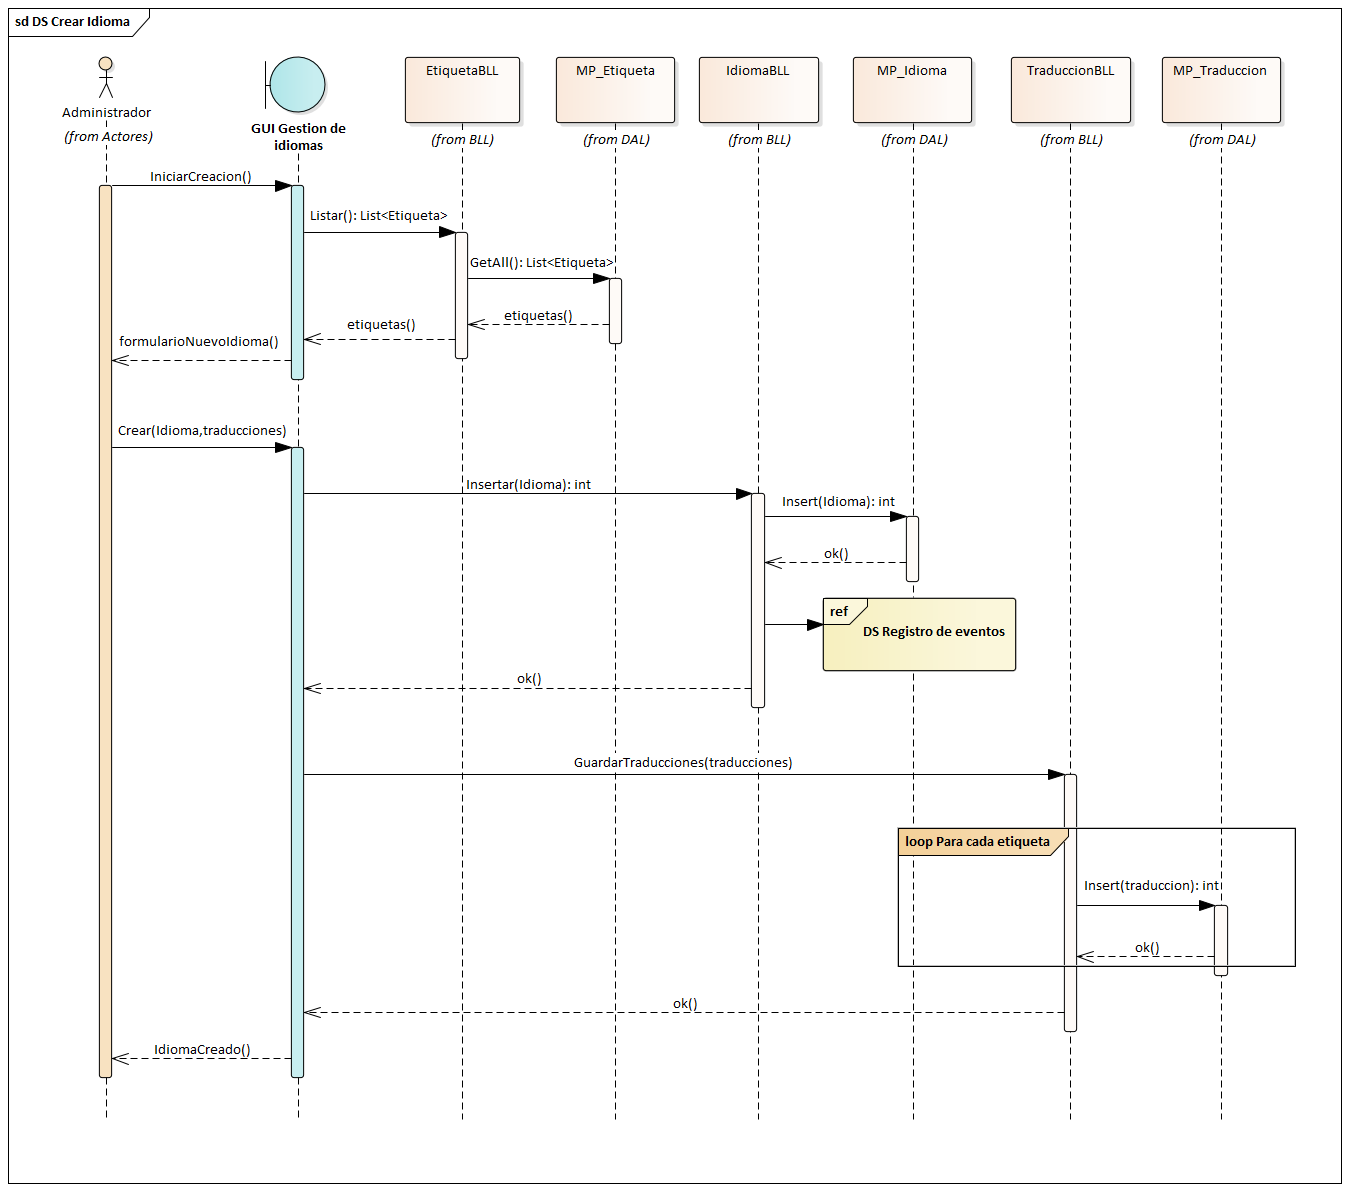 sd DS Crear Idioma
Administrador
(from Actores)
GUI Gestion de
idiomas
EtiquetaBLL
(from BLL)
MP_Etiqueta
(from DAL)
IdiomaBLL
(from BLL)
MP_Idioma
(from DAL)
TraduccionBLL
(from BLL)
MP_Traduccion
(from DAL)
IniciarCreacion()
Listar(): List<Etiqueta>
GetAll(): List<Etiqueta>
etiquetas()
etiquetas()
formularioNuevoIdioma()
Crear(Idioma,traducciones)
Insertar(Idioma): int
Insert(Idioma): int
ok()
ref
DS Registro de eventos
ok()
GuardarTraducciones(traducciones)
loop Para cada etiqueta
Insert(traduccion): int
ok()
ok()
IdiomaCreado()